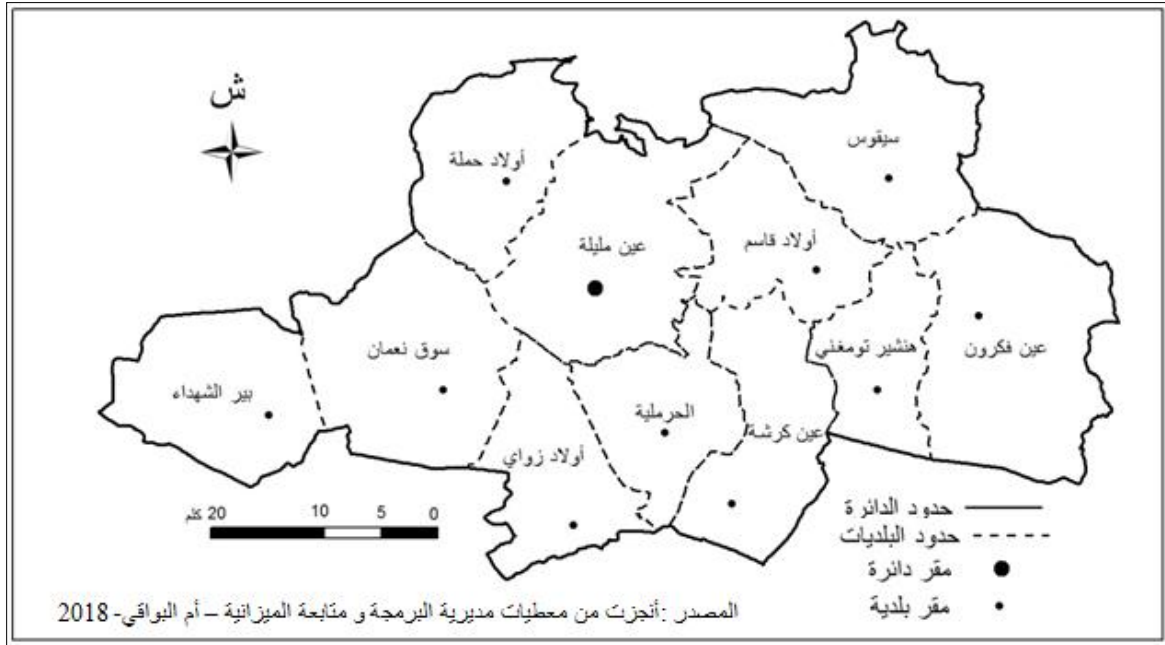 ش
سيقوس
أولاد حملة
أولاد قاسم
عين مليلة
هنشير تومغني
عين فكرون
سوق نعمان
بير الشهداء
الحرملية
عين كرشة
أولاد زواي
20 كلم 10 5 0
حدود الدائرة
حدود البلديات
مقر دائرة
مقر بلدية
المصدر :أنجزت من معطيات مديرية البرمجة و متابعة الميزانية – أم البواقي- 2018